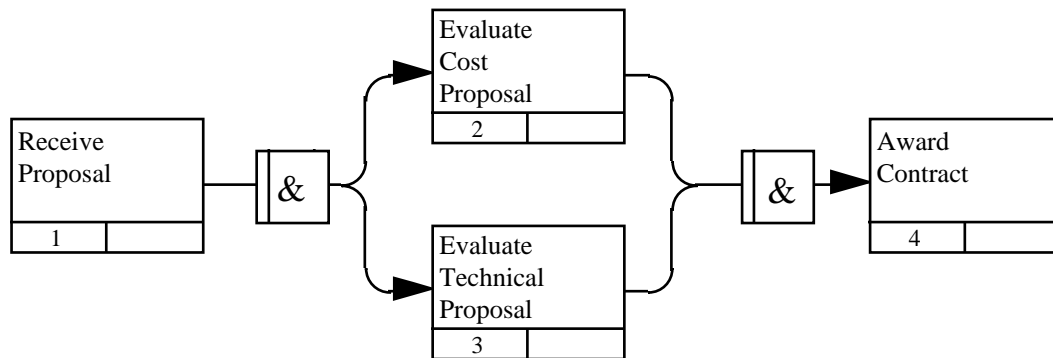 Receive
Proposal
1
&
Evaluate
Cost
Proposal
2
Evaluate
Technical
Proposal
3
&
Award
Contract
4